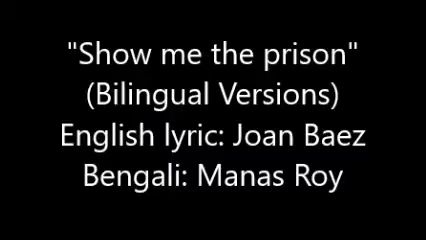 "Show me the prison"
(Bilingual Versions)
English lyric: Joan Baez
Bengali: Manas Roy